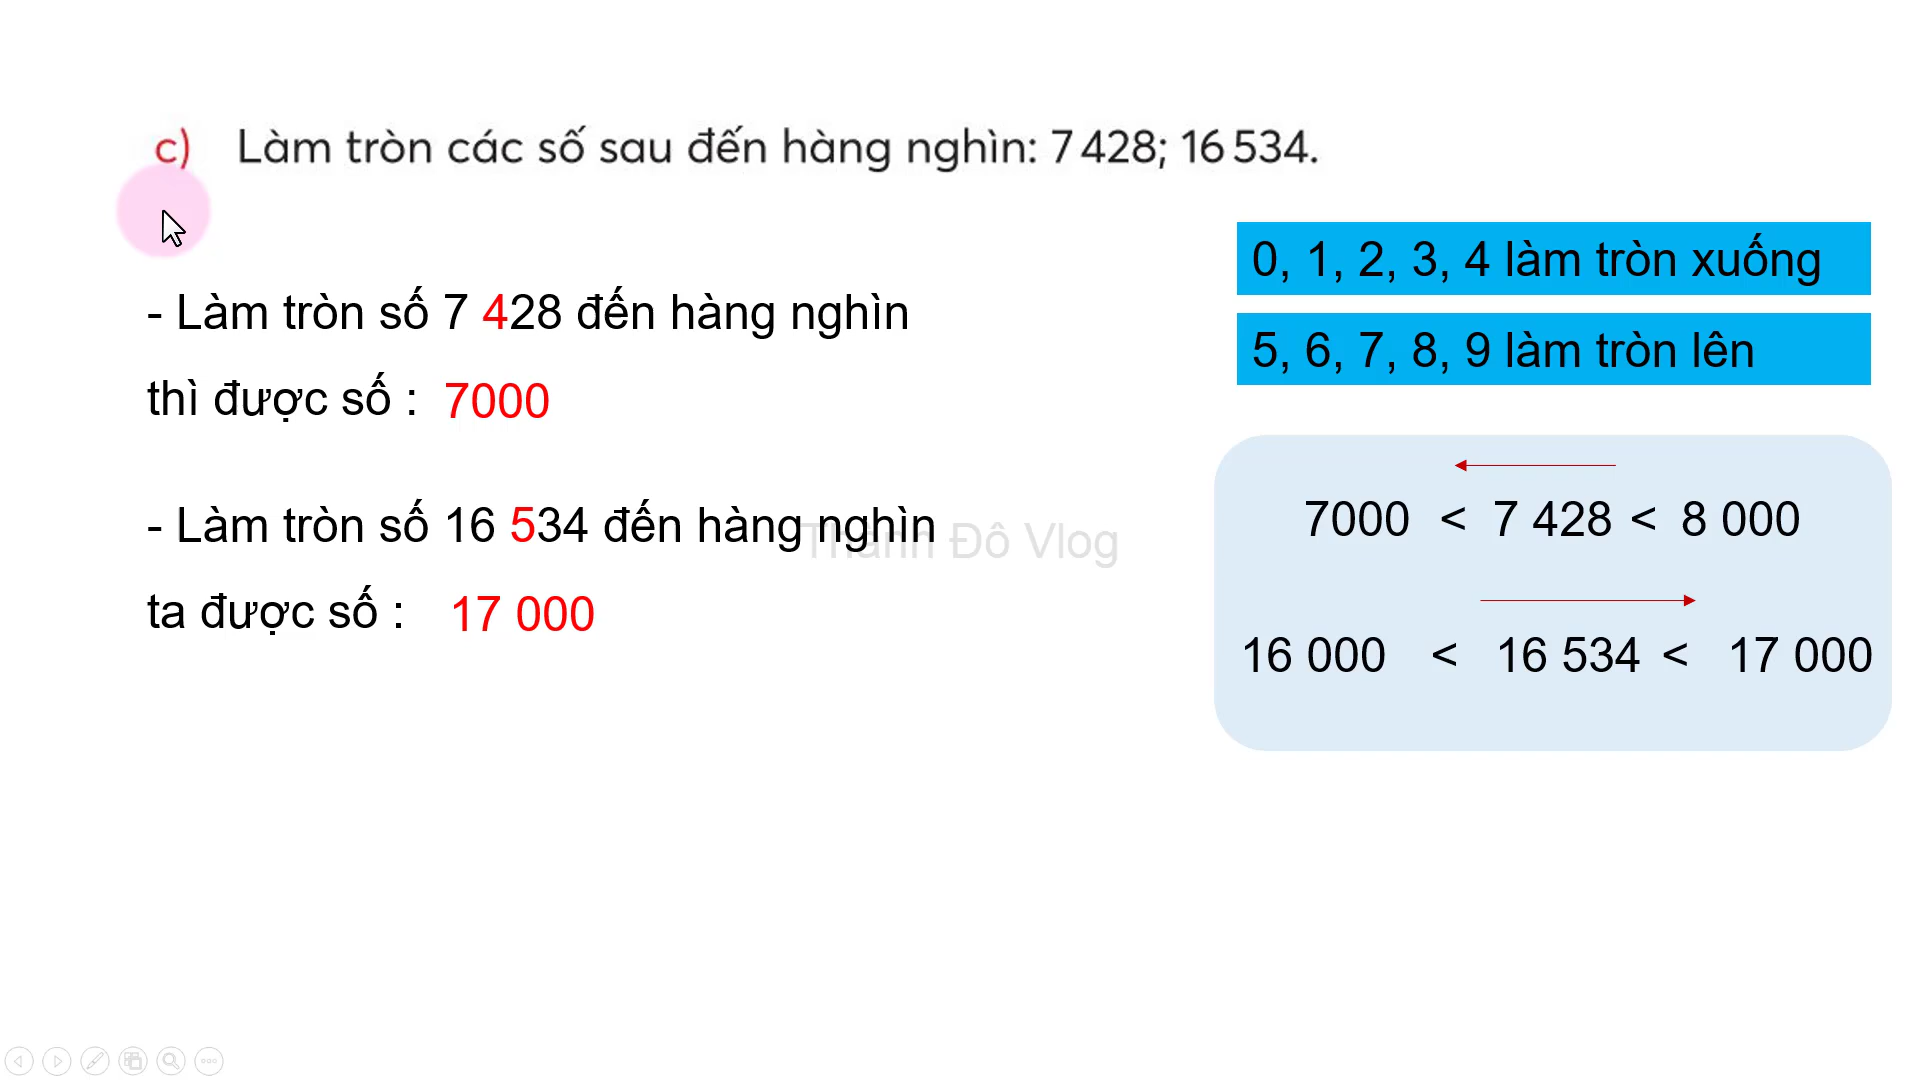 c) Làm tròn các số sau đến hàng nghìn: 7 428; 16 534.
0, 1, 2, 3, 4 làm tròn xuống
5, 6, 7, 8, 9 làm tròn lên
- Làm tròn số 7 428 đến hàng nghìn
thì được số : 7000
- Làm tròn số 16 534 đến hàng nghìn
ta được số : 17 000
Thành Đô Vlog
7000 < 7 428 < 8 000
16 000 < 16 534 < 17 000